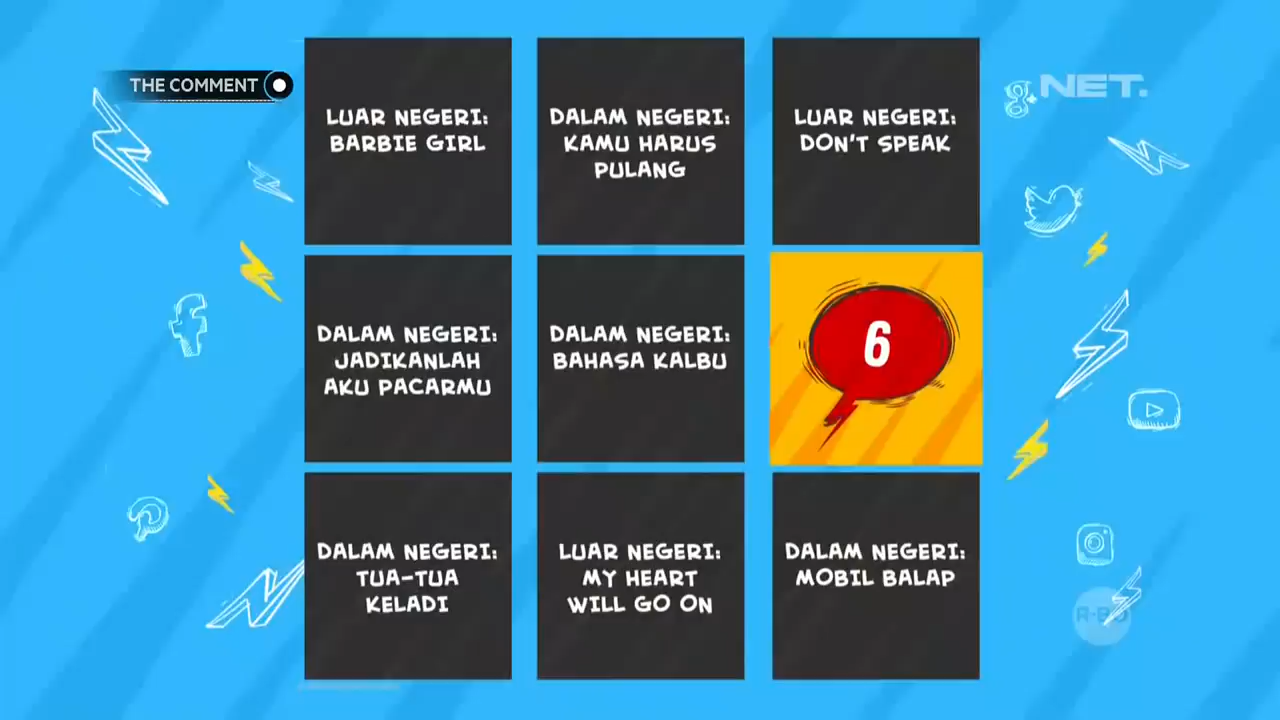 THE COMMENT
NET.
LUAR NEGERI:
BARBIE GIRL
DALAM NEGERI:
KAMU HARUS
PULANG
LUAR NEGERI:
DON'T SPEAK
DALAM NEGERI:
JADIKANLAH
AKU PACARMU
DALAM NEGERI:
BAHASA KALBU
6
DALAM NEGERI:
TUA-TUA
KELADI
LUAR NEGERI:
MY HEART
WILL GO ON
DALAM NEGERI:
MOBIL BALAP